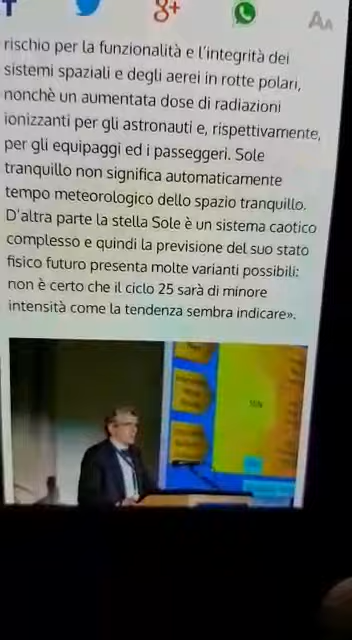 f
g+
AA
rischio per la funzionalità e l'integrità dei
sistemi spaziali e degli aerei in rotte polari,
nonchè un aumentata dose di radiazioni
ionizzanti per gli astronauti e, rispettivamente,
per gli equipaggi ed i passeggeri. Sole
tranquillo non significa automaticamente
tempo meteorologico dello spazio tranquillo.
D'altra parte la stella Sole è un sistema caotico
complesso e quindi la previsione del suo stato
fisico futuro presenta molte varianti possibili:
non è certo che il ciclo 25 sarà di minore
intensità come la tendenza sembra indicare».